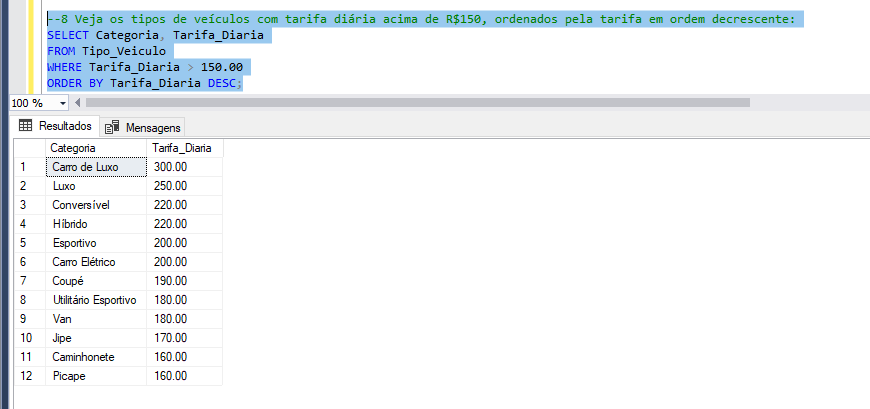 --8 Veja os tipos de veículos com tarifa diária acima de R$150, ordenados pela tarifa em ordem decrescente:
SELECT Categoria, Tarifa_Diaria
FROM Tipo_Veiculo
WHERE Tarifa_Diaria > 150.00
ORDER BY Tarifa_Diaria DESC;
100 %
Resultados Mensagens
Categoria Tarifa_Diaria
1 Carro de Luxo 300.00
2 Luxo 250.00
3 Conversível 220.00
4 Híbrido 220.00
5 Esportivo 200.00
6 Carro Elétrico 200.00
7 Coupé 190.00
8 Utilitário Esportivo 180.00
9 Van 180.00
10 Jipe 170.00
11 Caminhonete 160.00
12 Picape 160.00